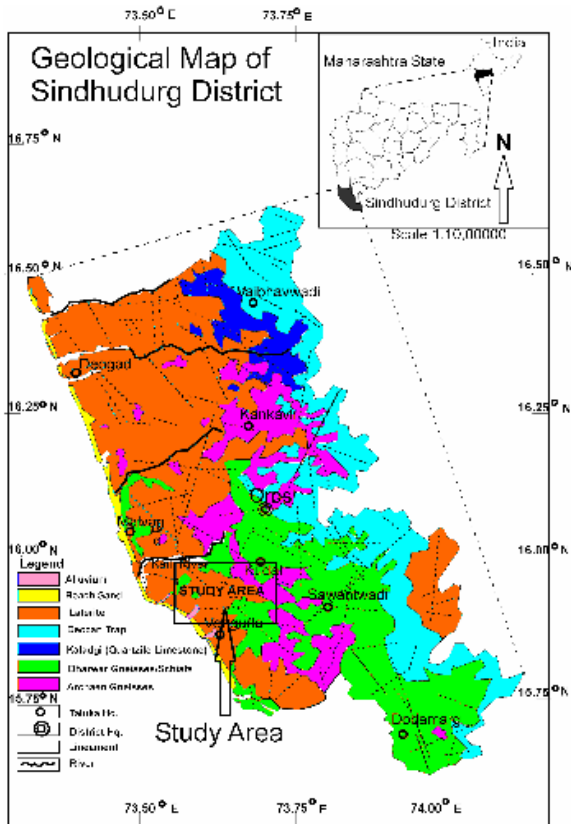 73.50° E
73.75° E
Geological Map of
Sindhudurg District
India
Maharashtra State
N
Sindhudurg District
Scale 1:10,00000
16.75° N
16.50° N
16.50° N
Vaibhavwadi
Deogad
16.25° N
16.25° N
Kankavli
Oros
Malvan
16.00° N
16.00° N
Kudal
STUDY AREA
Sawantwadi
Vengurla
Legend
Alluvium
Beach Sand
Laterite
Deccan Trap
Kaladgi (Quartzite Limestone)
Dharwar Gneisses/Schists
Archaen Gneisses
15.75° N
15.75° N
Taluka Hq.
District Hq.
Lineament
River
Study Area
Dodamarg
73.50° E
73.75° E
74.00° E